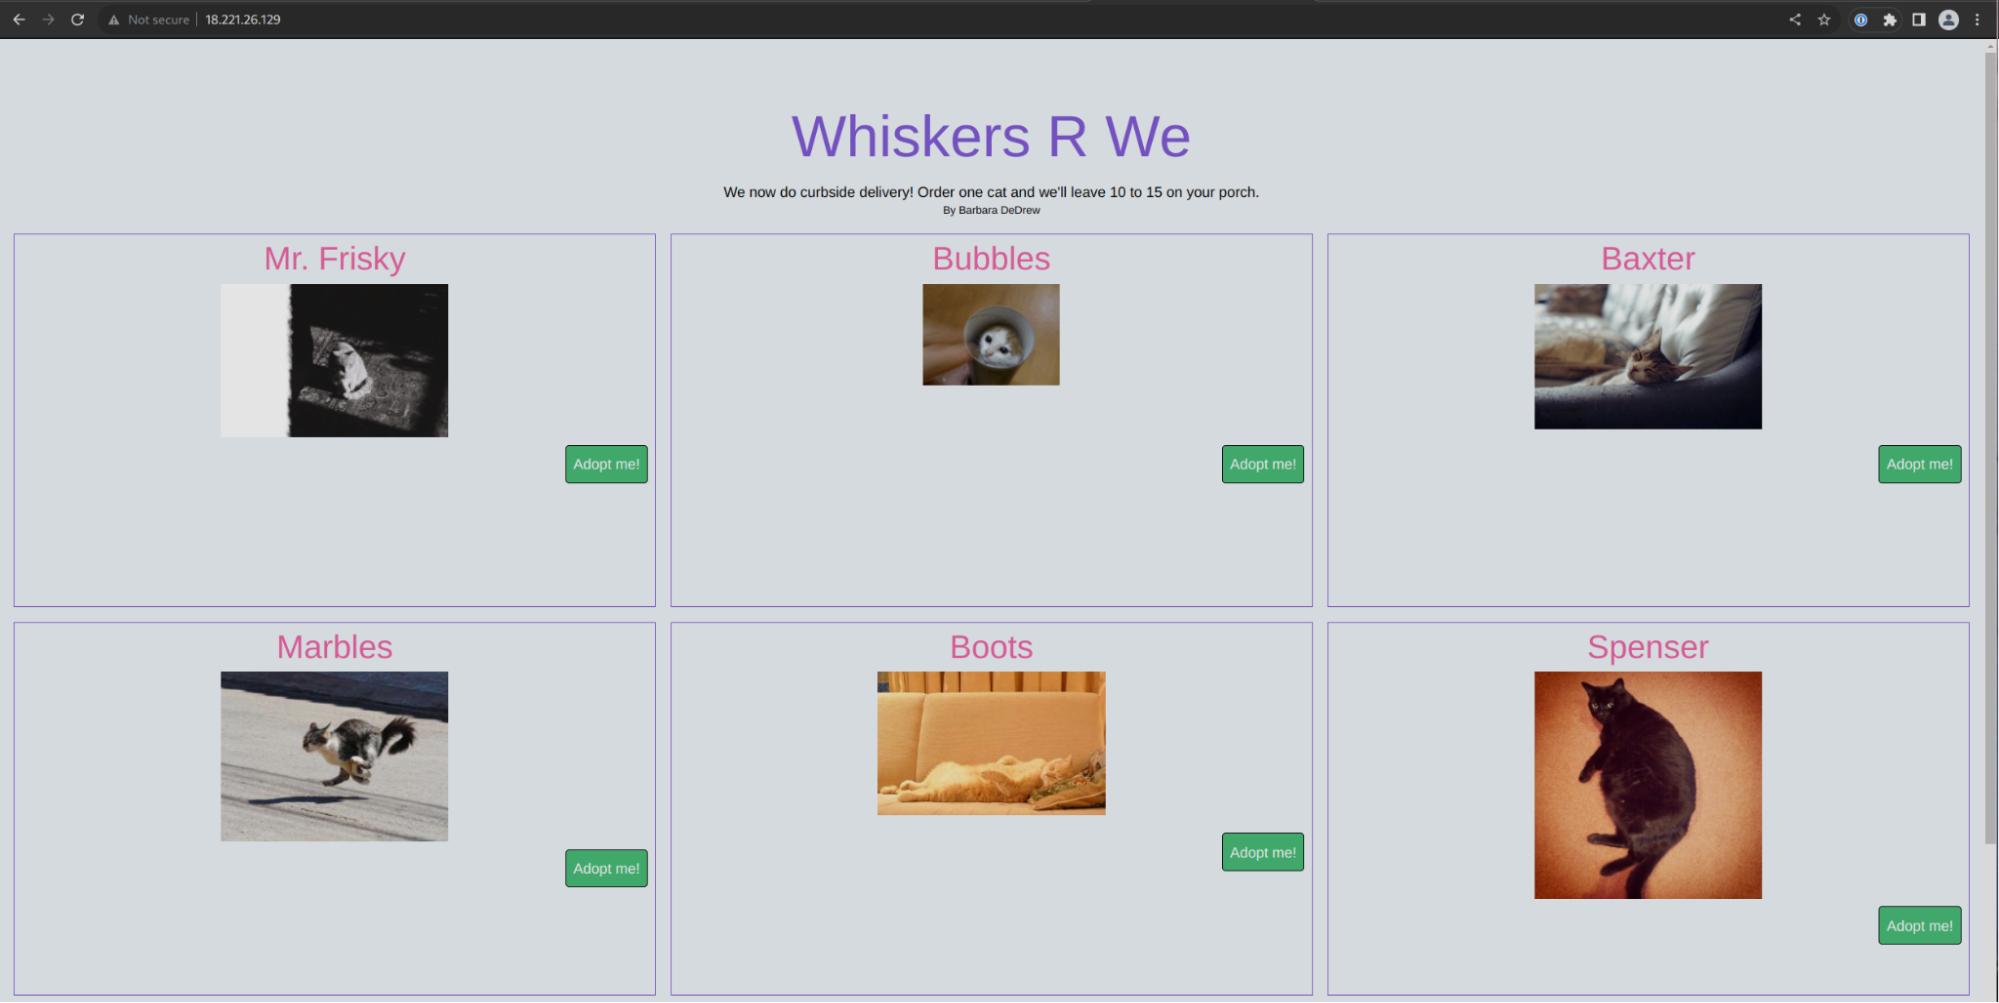 Not secure | 18.221.26.129
Whiskers R We
We now do curbside delivery! Order one cat and we'll leave 10 to 15 on your porch.
By Barbara DeDrew
Mr. Frisky
Adopt me!
Bubbles
Adopt me!
Baxter
Adopt me!
Marbles
Adopt me!
Boots
Adopt me!
Spenser
Adopt me!